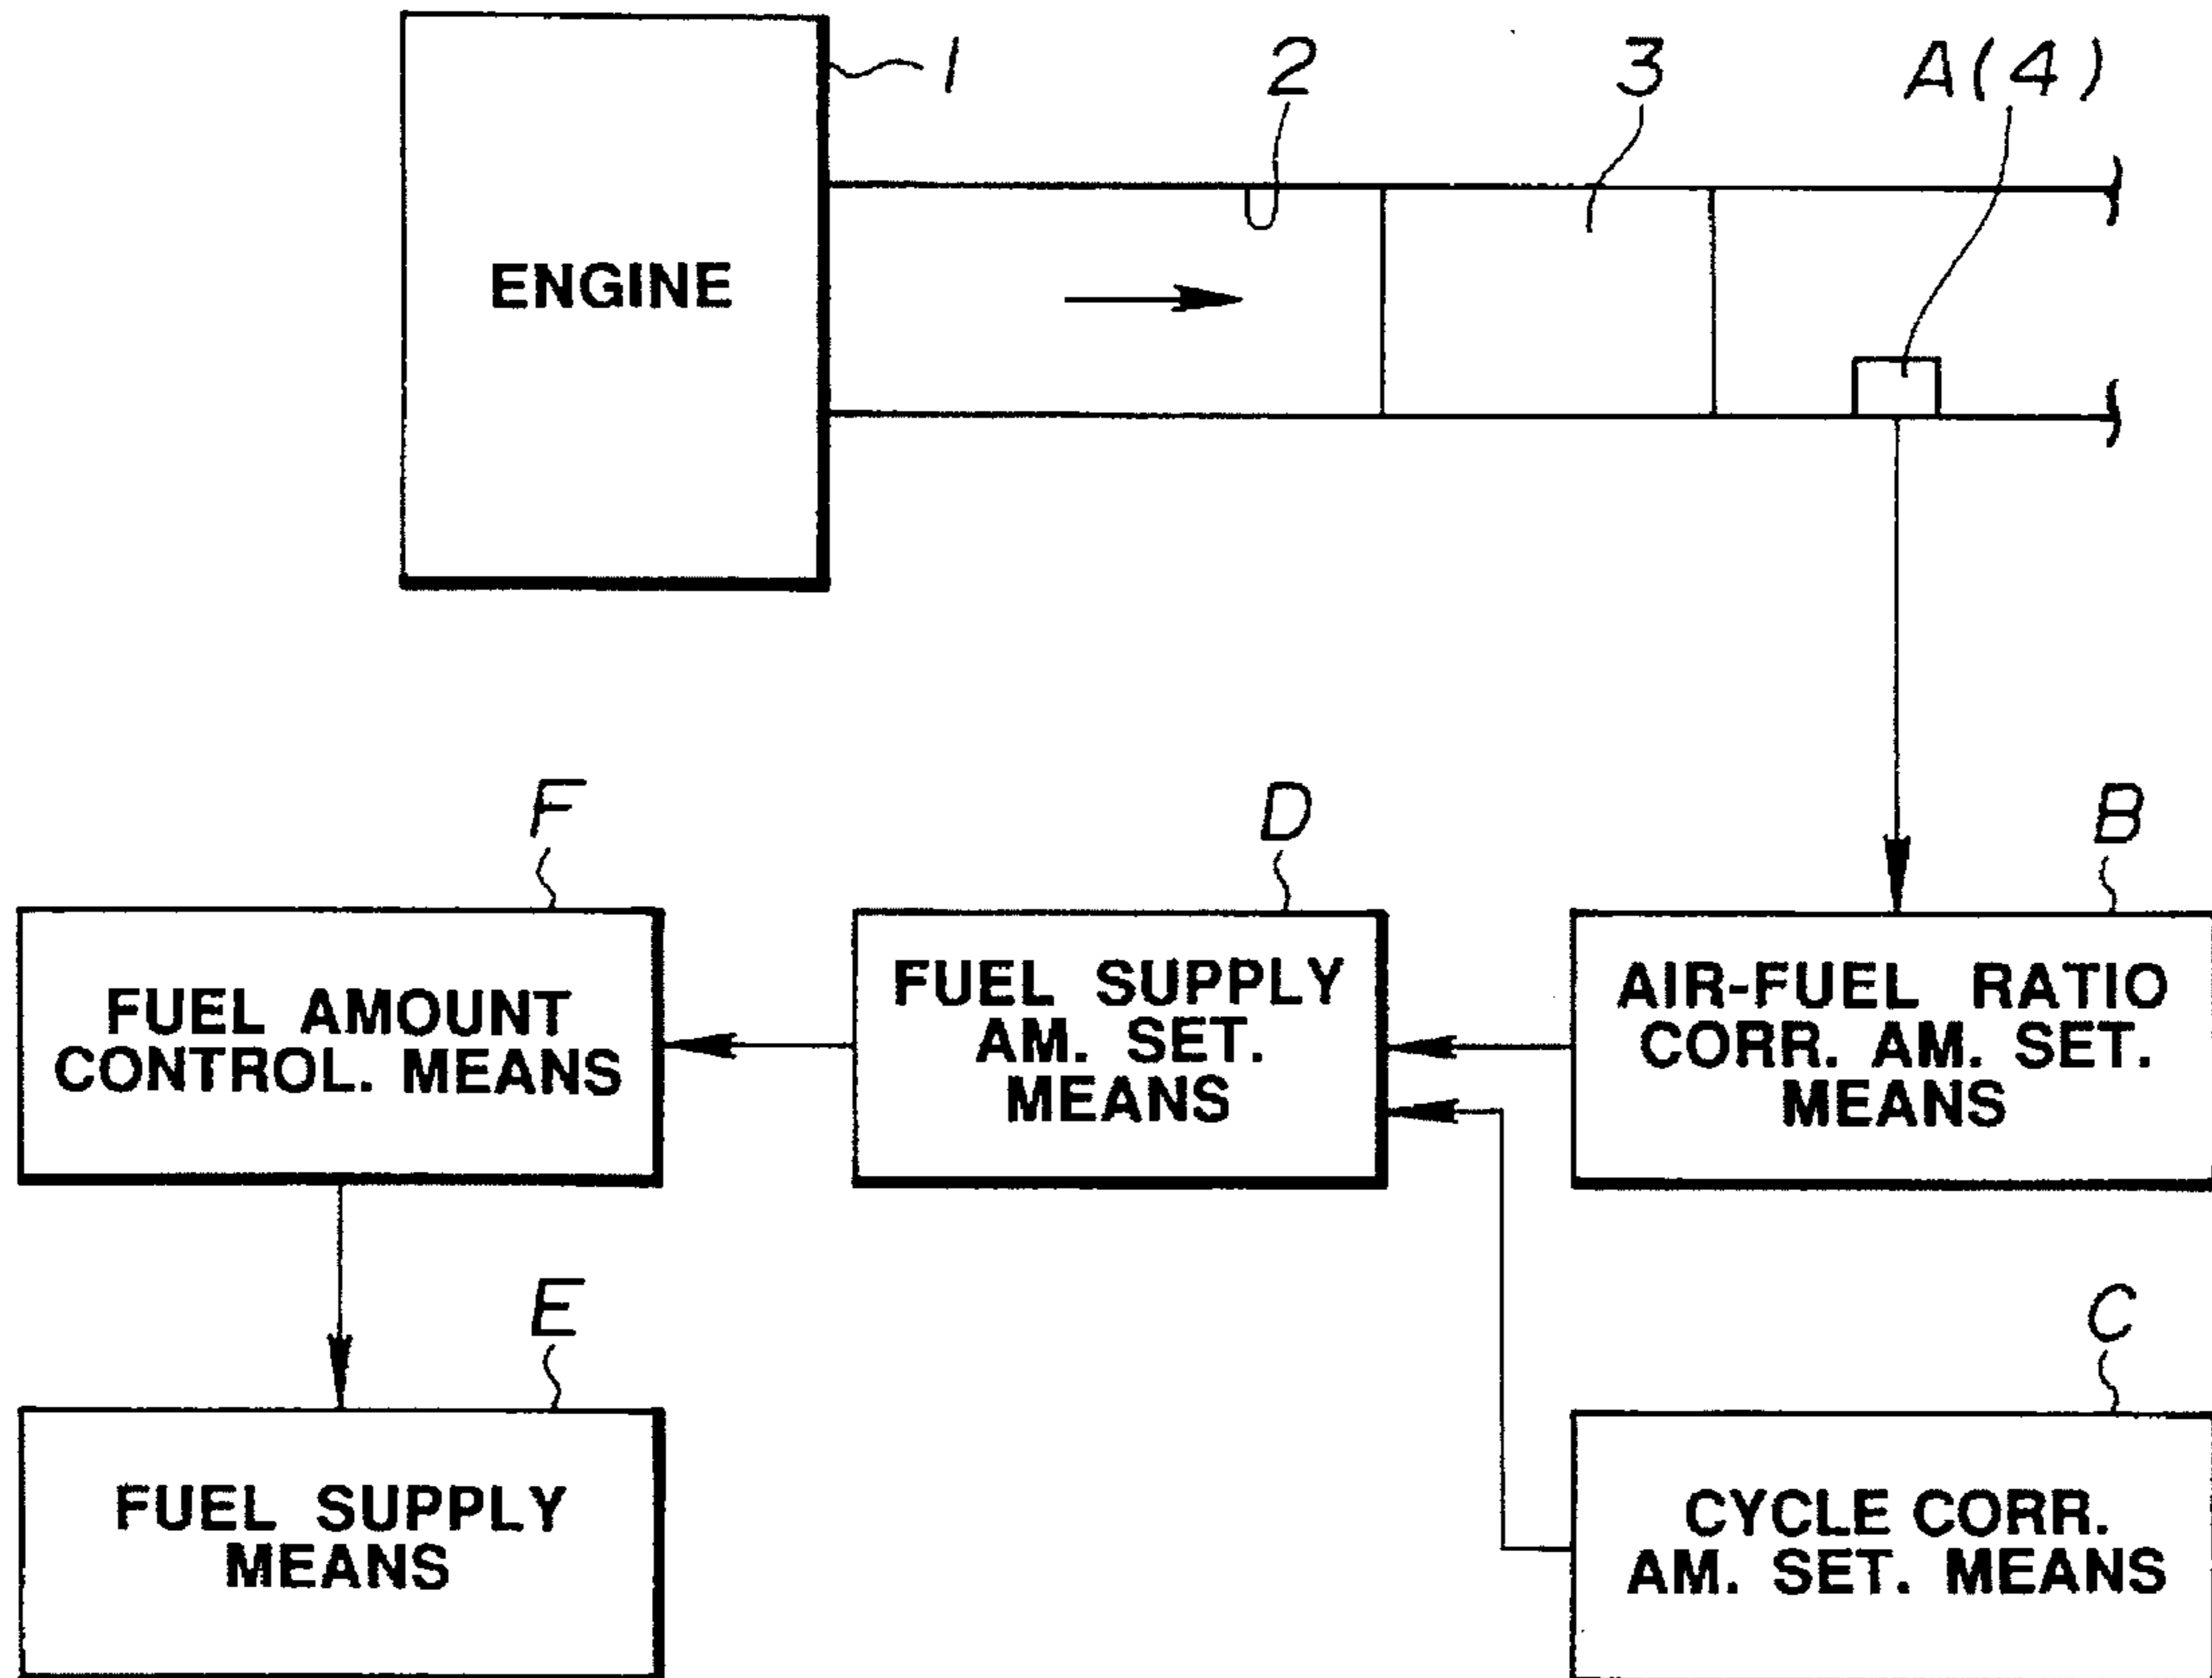 1
2
3
A(4)
ENGINE
F
D
B
FUEL AMOUNT
CONTROL. MEANS
FUEL SUPPLY
AM. SET.
MEANS
AIR-FUEL RATIO
CORR. AM. SET.
MEANS
E
C
FUEL SUPPLY
MEANS
CYCLE CORR.
AM. SET. MEANS